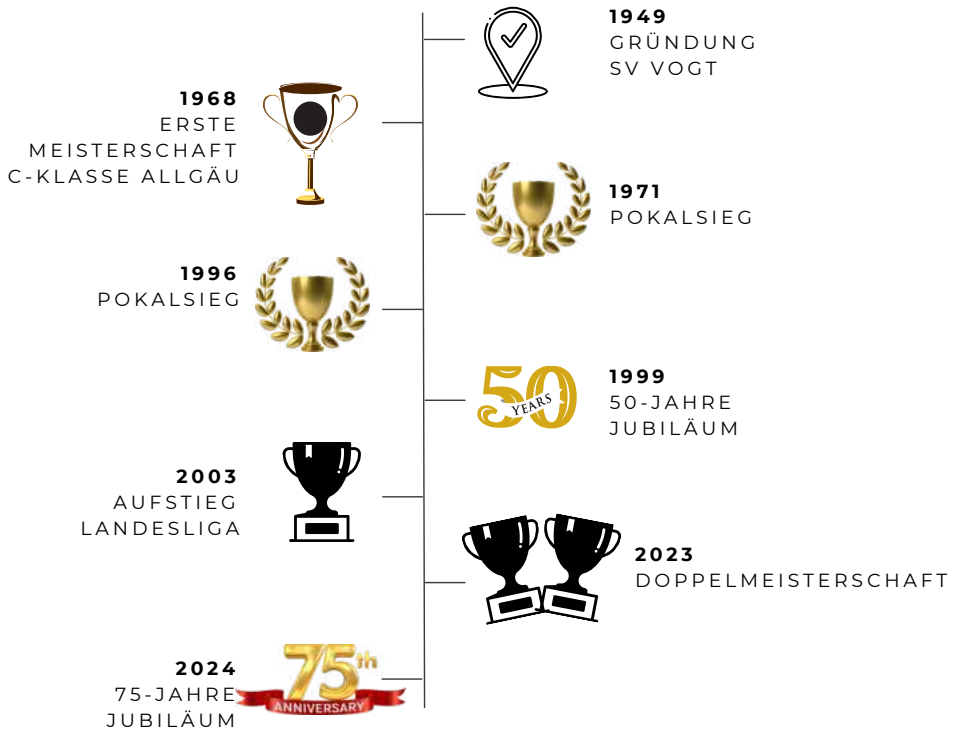 1949
GRÜNDUNG
SV VOGT
1968
ERSTE
MEISTERSCHAFT
C-KLASSE ALLGÄU
1971
POKALSIEG
1996
POKALSIEG
50
YEARS
1999
50-JAHRE
JUBILÄUM
2003
AUFSTIEG
LANDESLIGA
2023
DOPPELMEISTERSCHAFT
2024
75-JAHRE
JUBILÄUM
75th
ANNIVERSARY